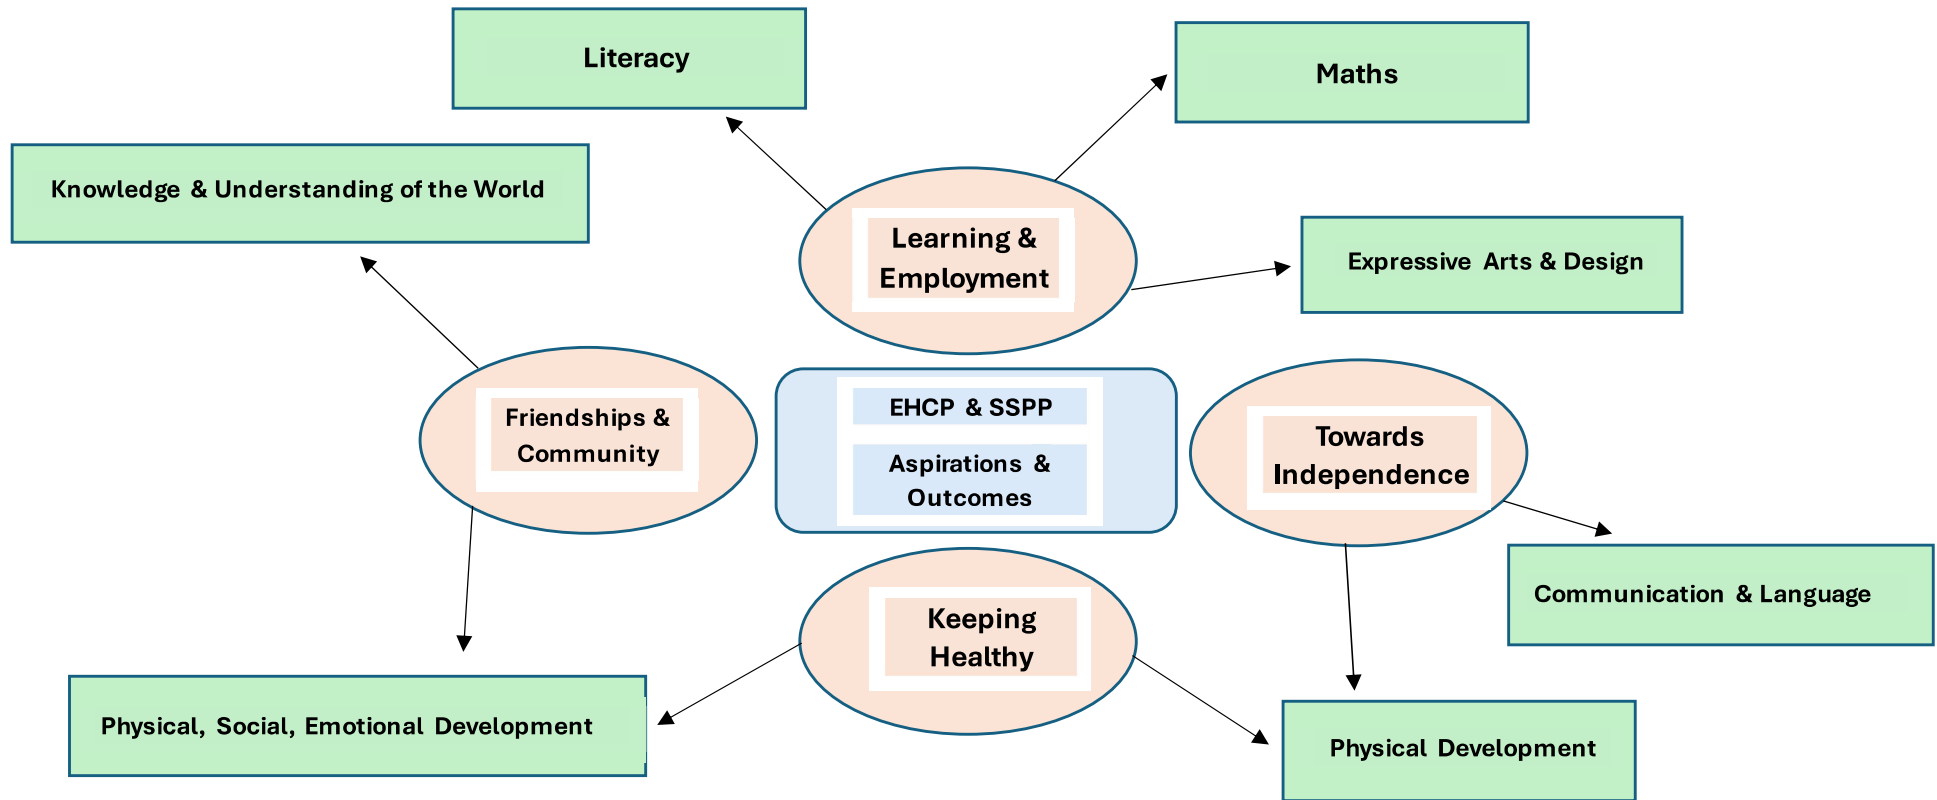 Literacy
Maths
Knowledge & Understanding of the World
Learning &
Employment
Expressive Arts & Design
Friendships &
Community
EHCP & SSPP
Aspirations &
Outcomes
Towards
Independence
Communication & Language
Keeping
Healthy
Physical, Social, Emotional Development
Physical Development